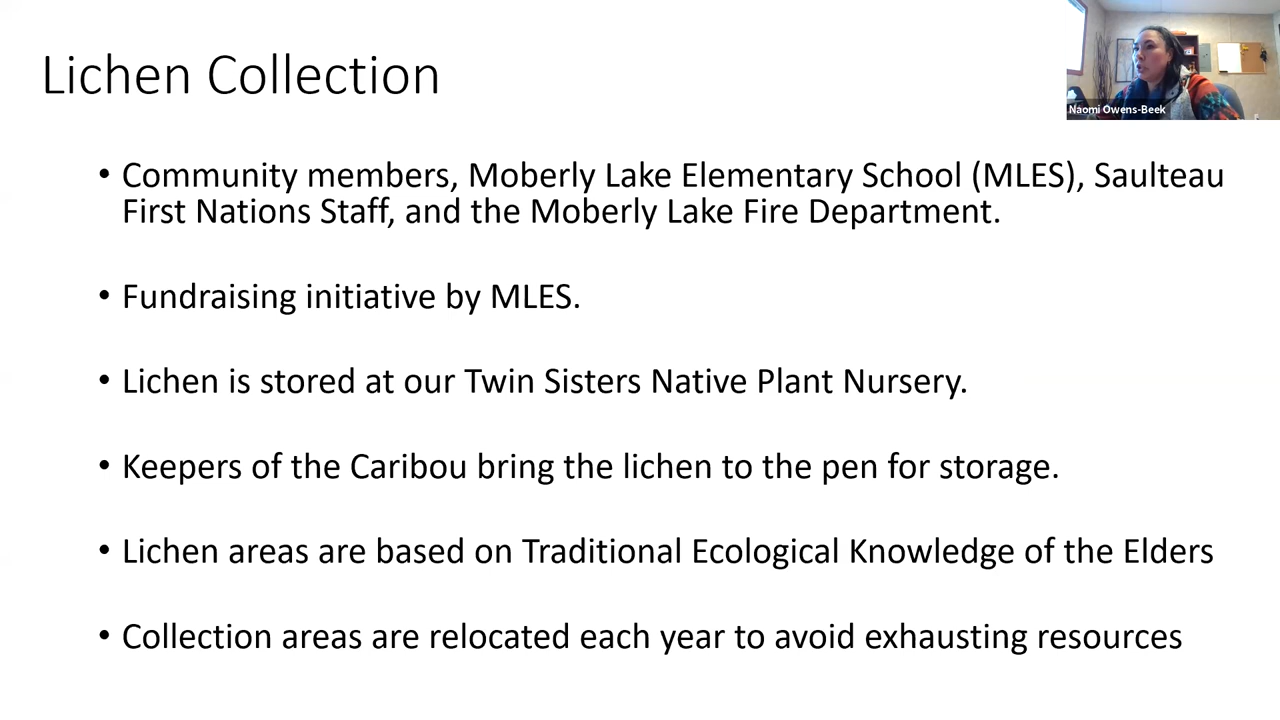 Lichen Collection
Naomi Owens-Beek
• Community members, Moberly Lake Elementary School (MLES), Saulteau
First Nations Staff, and the Moberly Lake Fire Department.
• Fundraising initiative by MLES.
• Lichen is stored at our Twin Sisters Native Plant Nursery.
• Keepers of the Caribou bring the lichen to the pen for storage.
• Lichen areas are based on Traditional Ecological Knowledge of the Elders
• Collection areas are relocated each year to avoid exhausting resources